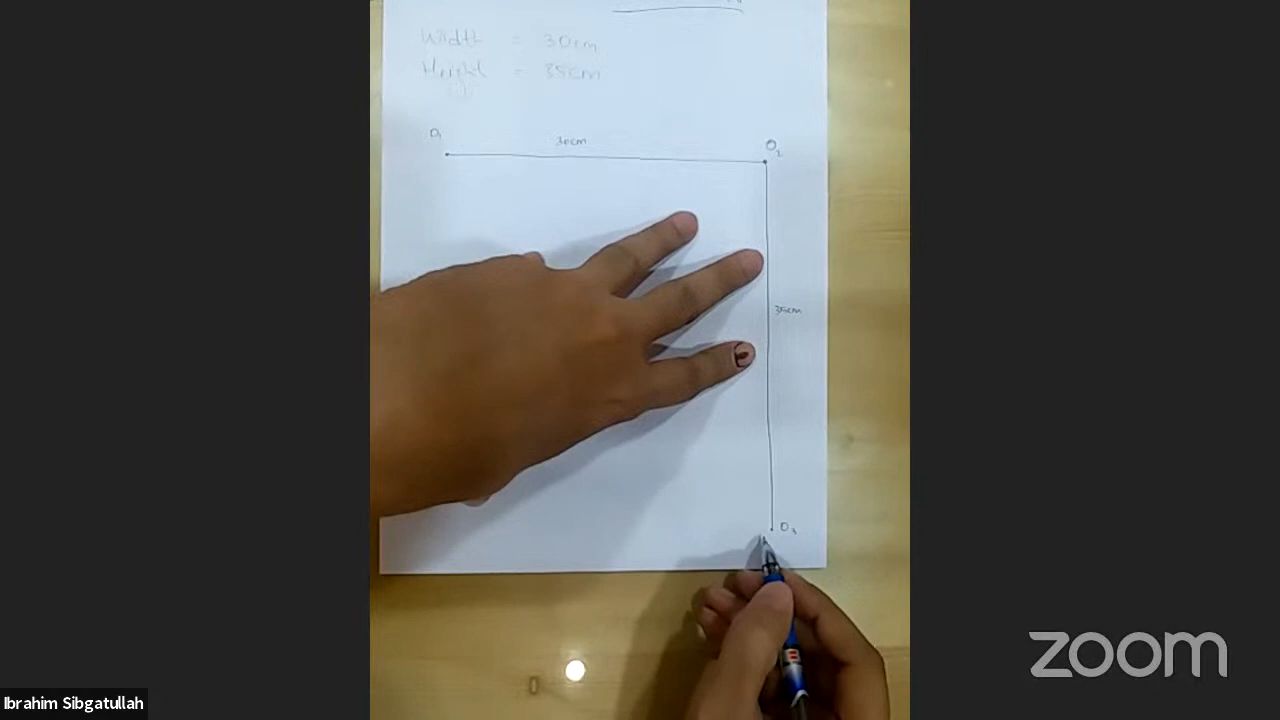 Width = 30cm
Height = 35cm
O1
30cm
O2
35cm
O3
zoom
Ibrahim Sibgatullah